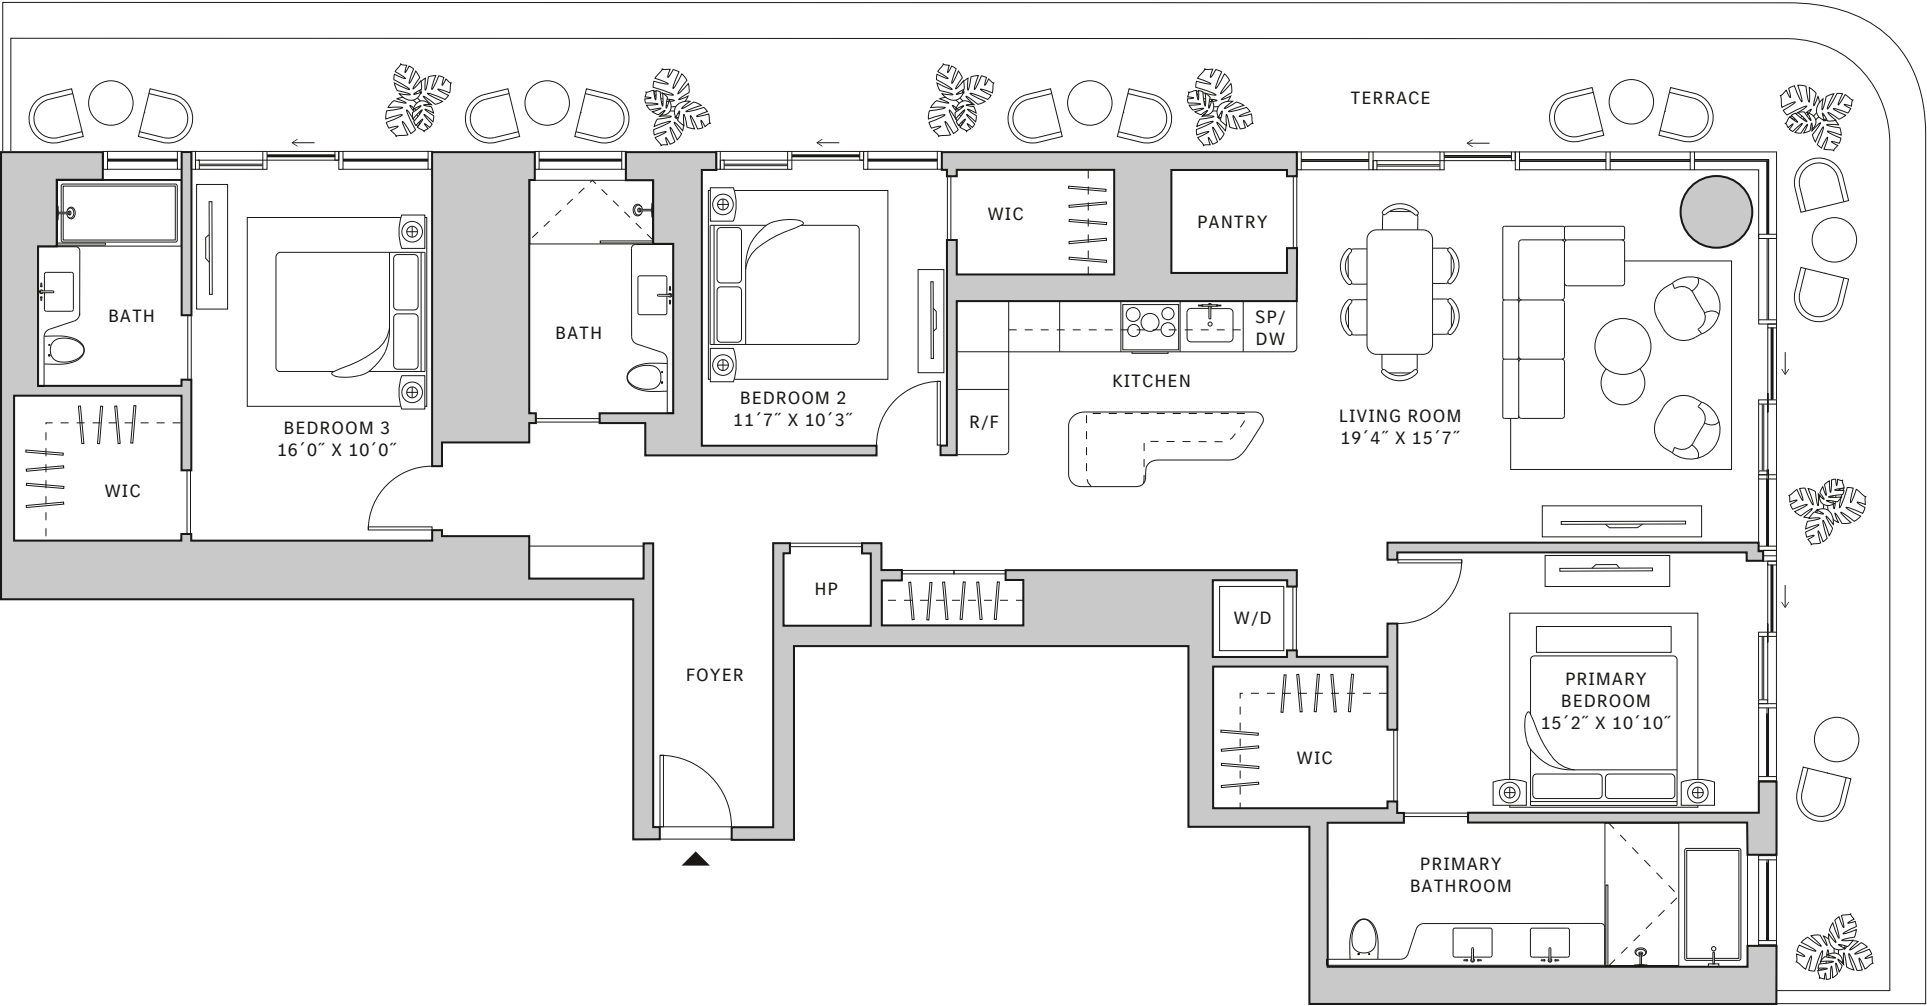 TERRACE
WIC
PANTRY
BATH
BATH
SP/
DW
KITCHEN
BEDROOM 2
11′7″ X 10′3″
BEDROOM 3
16′0″ X 10′0″
R/F
LIVING ROOM
19′4″ X 15′7″
WIC
HP
W/D
FOYER
PRIMARY
BEDROOM
15′2″ X 10′10″
WIC
PRIMARY
BATHROOM